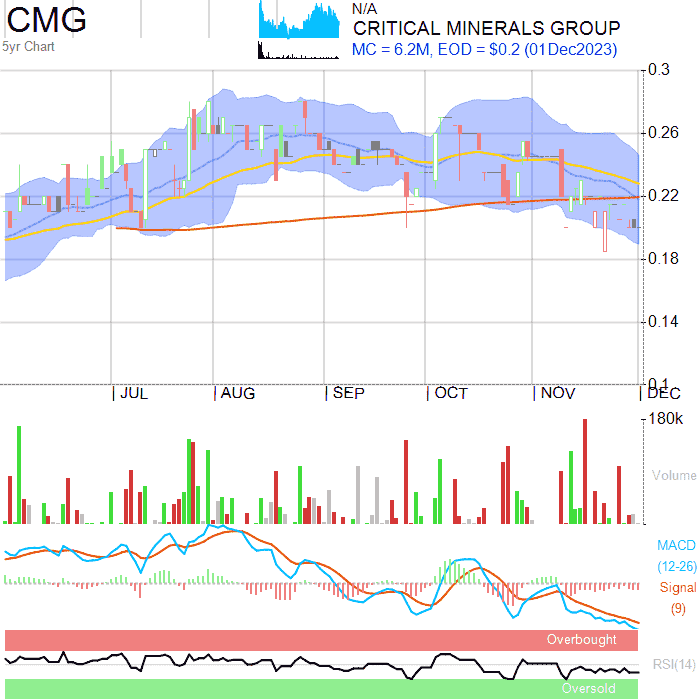 CMG
5yr Chart
N/A
CRITICAL MINERALS GROUP
MC = 6.2M, EOD = $0.2 (01Dec2023)
0.3
0.26
0.22
0.18
0.14
0.1
JUL AUG SEP OCT NOV DEC
180k
Volume
MACD
(12-26)
Signal
(9)
Overbought
RSI(14)
Oversold